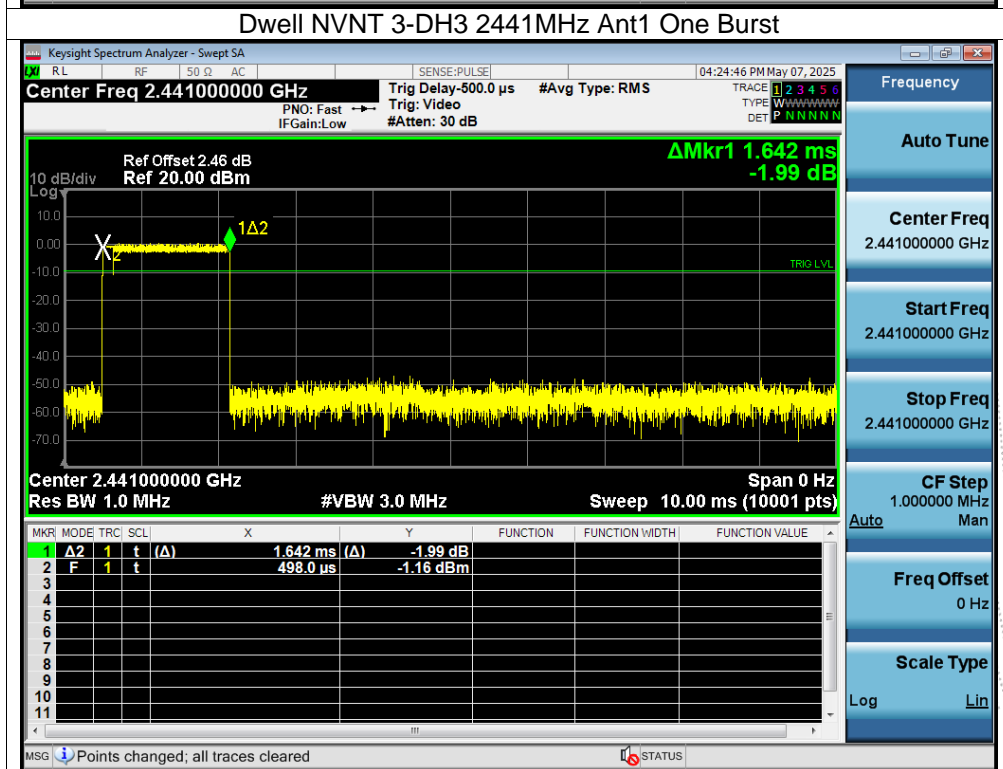 Dwell NVNT 3-DH3 2441MHz Ant1 One Burst
Keysight Spectrum Analyzer - Swept SA
LXI RL RF 50 Ω AC SENSE:PULSE 04:24:46 PM May 07, 2025
Center Freq 2.441000000 GHz Trig Delay-500.0 µs #Avg Type: RMS TRACE 1 2 3 4 5 6
PNO: Fast Trig: Video TYPE W
IFGain:Low #Atten: 30 dB DET P N N N N N
Frequency
Auto Tune
Center Freq
2.441000000 GHz
Start Freq
2.441000000 GHz
Stop Freq
2.441000000 GHz
CF Step
1.000000 MHz
Auto Man
Freq Offset
0 Hz
Scale Type
Log Lin
ΔMkr1 1.642 ms
-1.99 dB
Ref Offset 2.46 dB
10 dB/div Ref 20.00 dBm
Log
10.0
0.00
-10.0
-20.0
-30.0
-40.0
-50.0
-60.0
-70.0
1Δ2
2
TRIG LVL
Center 2.441000000 GHz Span 0 Hz
Res BW 1.0 MHz #VBW 3.0 MHz Sweep 10.00 ms (10001 pts)
MKR MODE TRC SCL X Y FUNCTION FUNCTION WIDTH FUNCTION VALUE
1 Δ2 1 t (Δ) 1.642 ms (Δ) -1.99 dB
2 F 1 t 498.0 µs -1.16 dBm
3
4
5
6
7
8
9
10
11
MSG Points changed; all traces cleared STATUS